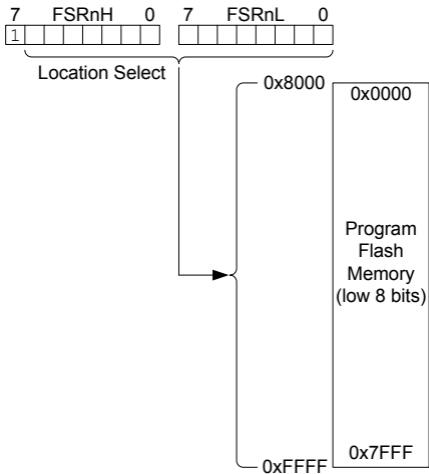 7 FSRnH 0 7 FSRnL 0
1
Location Select
0x8000
0x0000
Program
Flash
Memory
(low 8 bits)
0x7FFF
0xFFFF